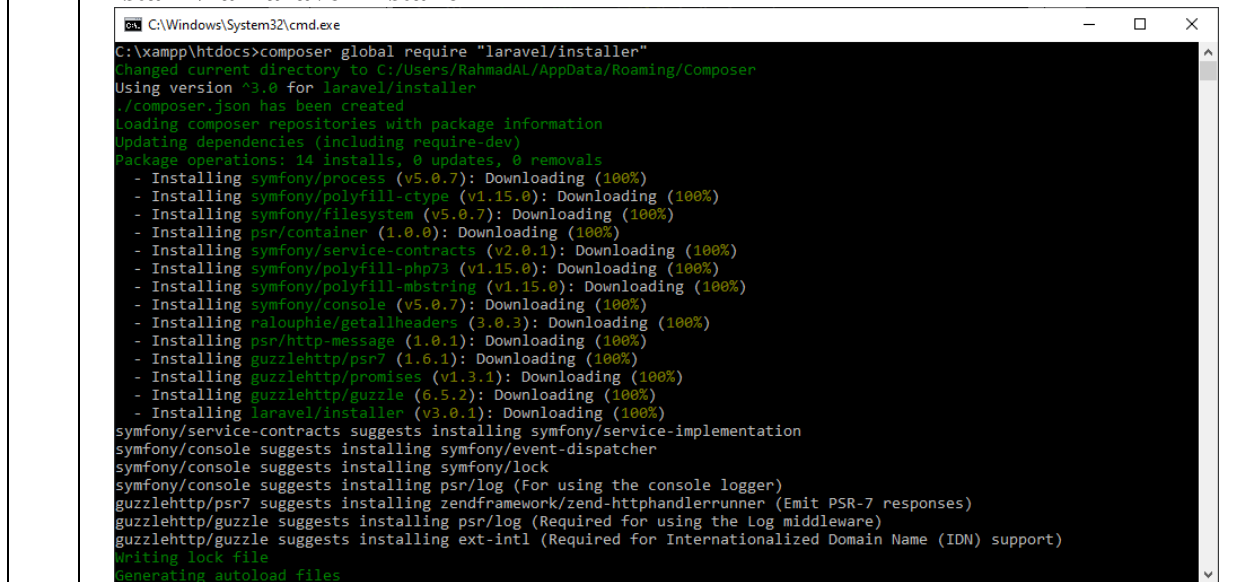 C:\Windows\System32\cmd.exe
C:\xampp\htdocs>composer global require "laravel/installer"
Changed current directory to C:/Users/RahmadAL/AppData/Roaming/Composer
Using version ^3.0 for laravel/installer
./composer.json has been created
Loading composer repositories with package information
Updating dependencies (including require-dev)
Package operations: 14 installs, 0 updates, 0 removals
  - Installing symfony/process (v5.0.7): Downloading (100%)
  - Installing symfony/polyfill-ctype (v1.15.0): Downloading (100%)
  - Installing symfony/filesystem (v5.0.7): Downloading (100%)
  - Installing psr/container (1.0.0): Downloading (100%)
  - Installing symfony/service-contracts (v2.0.1): Downloading (100%)
  - Installing symfony/polyfill-php73 (v1.15.0): Downloading (100%)
  - Installing symfony/polyfill-mbstring (v1.15.0): Downloading (100%)
  - Installing symfony/console (v5.0.7): Downloading (100%)
  - Installing ralouphie/getallheaders (3.0.3): Downloading (100%)
  - Installing psr/http-message (1.0.1): Downloading (100%)
  - Installing guzzlehttp/psr7 (1.6.1): Downloading (100%)
  - Installing guzzlehttp/promises (v1.3.1): Downloading (100%)
  - Installing guzzlehttp/guzzle (6.5.2): Downloading (100%)
  - Installing laravel/installer (v3.0.1): Downloading (100%)
symfony/service-contracts suggests installing symfony/service-implementation
symfony/console suggests installing symfony/event-dispatcher
symfony/console suggests installing symfony/lock
symfony/console suggests installing psr/log (For using the console logger)
guzzlehttp/psr7 suggests installing zendframework/zend-httphandlerrunner (Emit PSR-7 responses)
guzzlehttp/guzzle suggests installing psr/log (Required for using the Log middleware)
guzzlehttp/guzzle suggests installing ext-intl (Required for Internationalized Domain Name (IDN) support)
Writing lock file
Generating autoload files